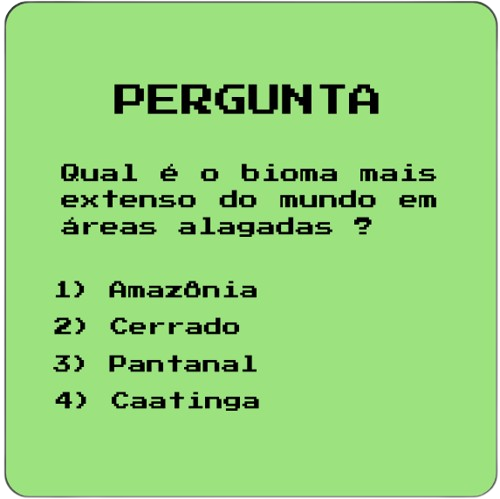 PERGUNTA
Qual é o bioma mais
extenso do mundo em
áreas alagadas ?
1) Amazônia
2) Cerrado
3) Pantanal
4) Caatinga